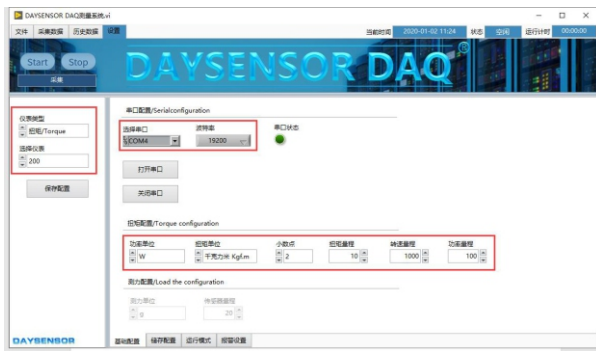 DAYSENSOR DAQ测量系统.vi
文件 采集数据 历史数据 设置 当前时间 2020-01-02 11:24 状态 空闲 运行计时 00:00:00
Start Stop
采集
DAYSENSOR DAQ®
仪表类型
扭矩/Torque
选择仪表
200
保存配置
串口配置/Serialconfiguration
选择串口 波特率 串口状态
COM4 19200
打开串口
关闭串口
扭矩配置/Torque configuration
功率单位 扭矩单位 小数点 扭矩量程 转速量程 功率量程
W 千克力米 Kgf.m 2 10 1000 100
测力配置/Load the configuration
测力单位 传感器量程
g 20
DAYSENSOR
基础配置 储存配置 运行模式 报警设置